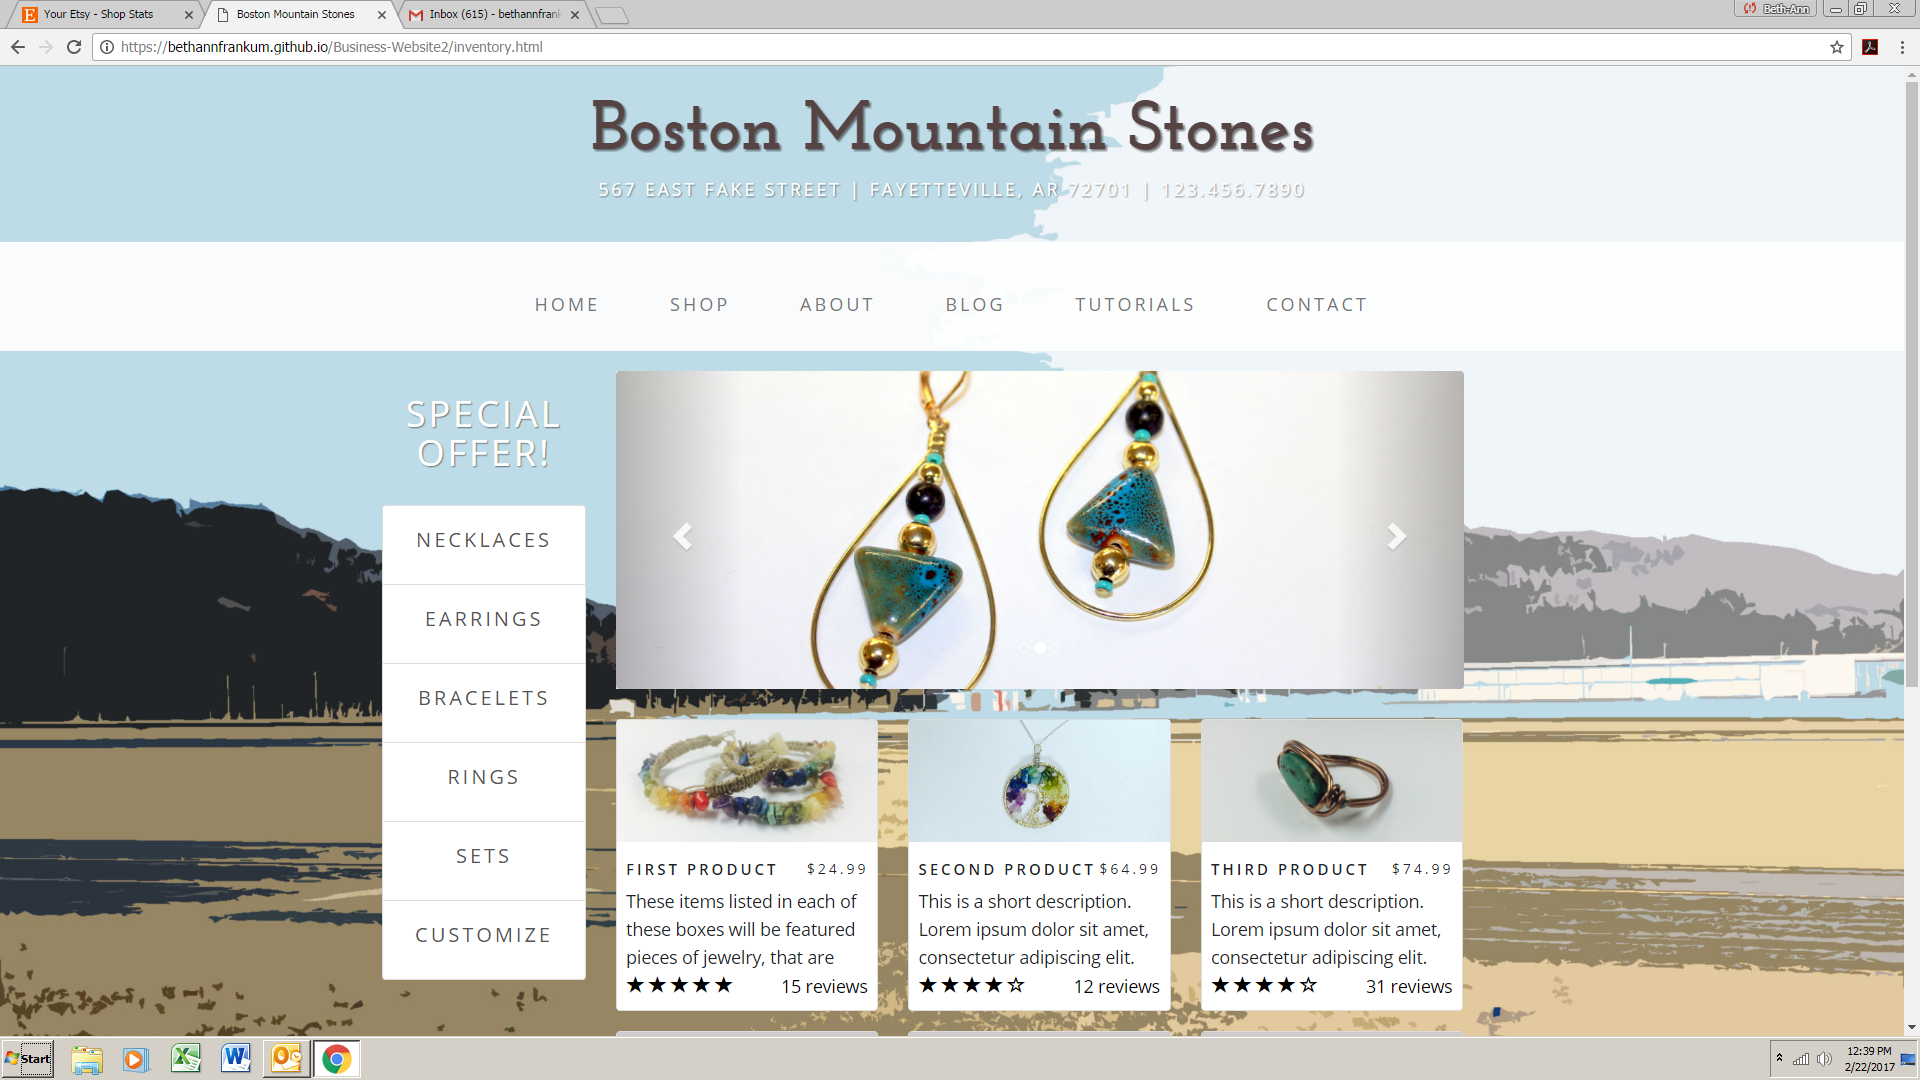 Your Etsy - Shop Stats
Boston Mountain Stones
Inbox (615) - bethannfrank
Beth-Ann
https://bethannfrankum.github.io/Business-Website2/inventory.html
Boston Mountain Stones
567 EAST FAKE STREET | FAYETTEVILLE, AR 72701 | 123.456.7890
HOME SHOP ABOUT BLOG TUTORIALS CONTACT
SPECIAL
OFFER!
NECKLACES
EARRINGS
BRACELETS
RINGS
SETS
CUSTOMIZE
FIRST PRODUCT $24.99
These items listed in each of
these boxes will be featured
pieces of jewelry, that are
★★★★★ 15 reviews
SECOND PRODUCT $64.99
This is a short description.
Lorem ipsum dolor sit amet,
consectetur adipiscing elit.
★★★★☆ 12 reviews
THIRD PRODUCT $74.99
This is a short description.
Lorem ipsum dolor sit amet,
consectetur adipiscing elit.
★★★★☆ 31 reviews
Start
12:39 PM
2/22/2017